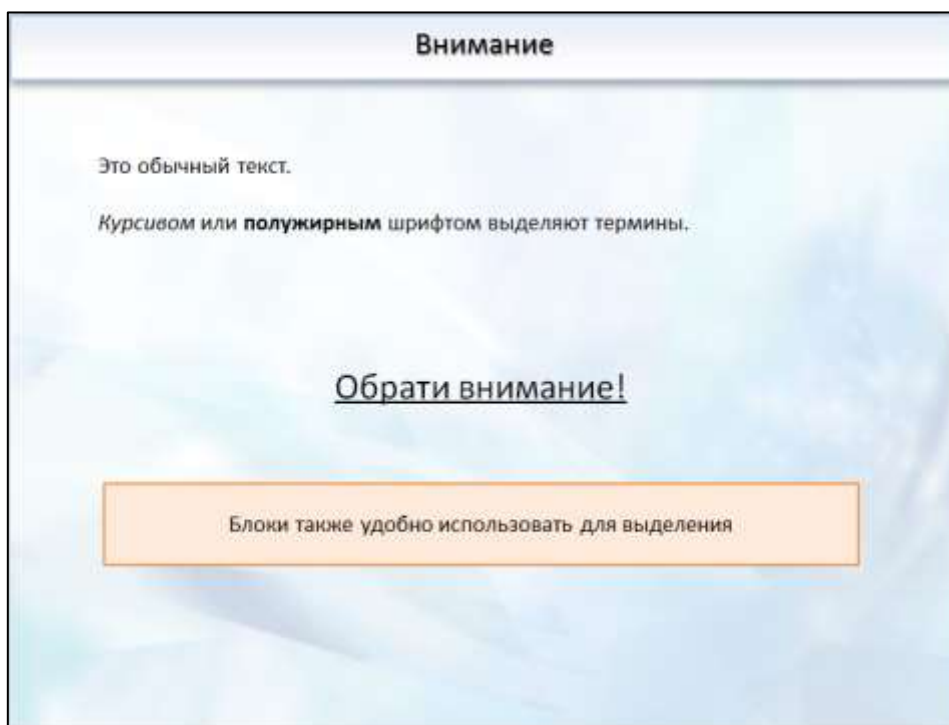 Внимание
Это обычный текст.
Курсивом или полужирным шрифтом выделяют термины.
Обрати внимание!
Блоки также удобно использовать для выделения